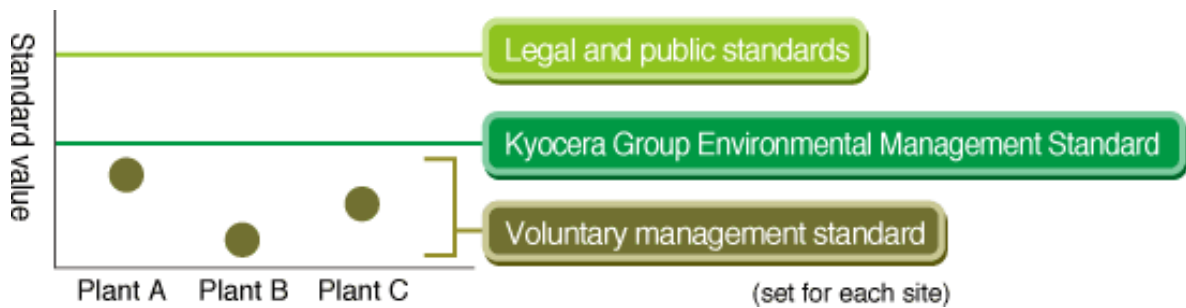 Standard value
Legal and public standards
Kyocera Group Environmental Management Standard
Voluntary management standard
Plant A Plant B Plant C
(set for each site)